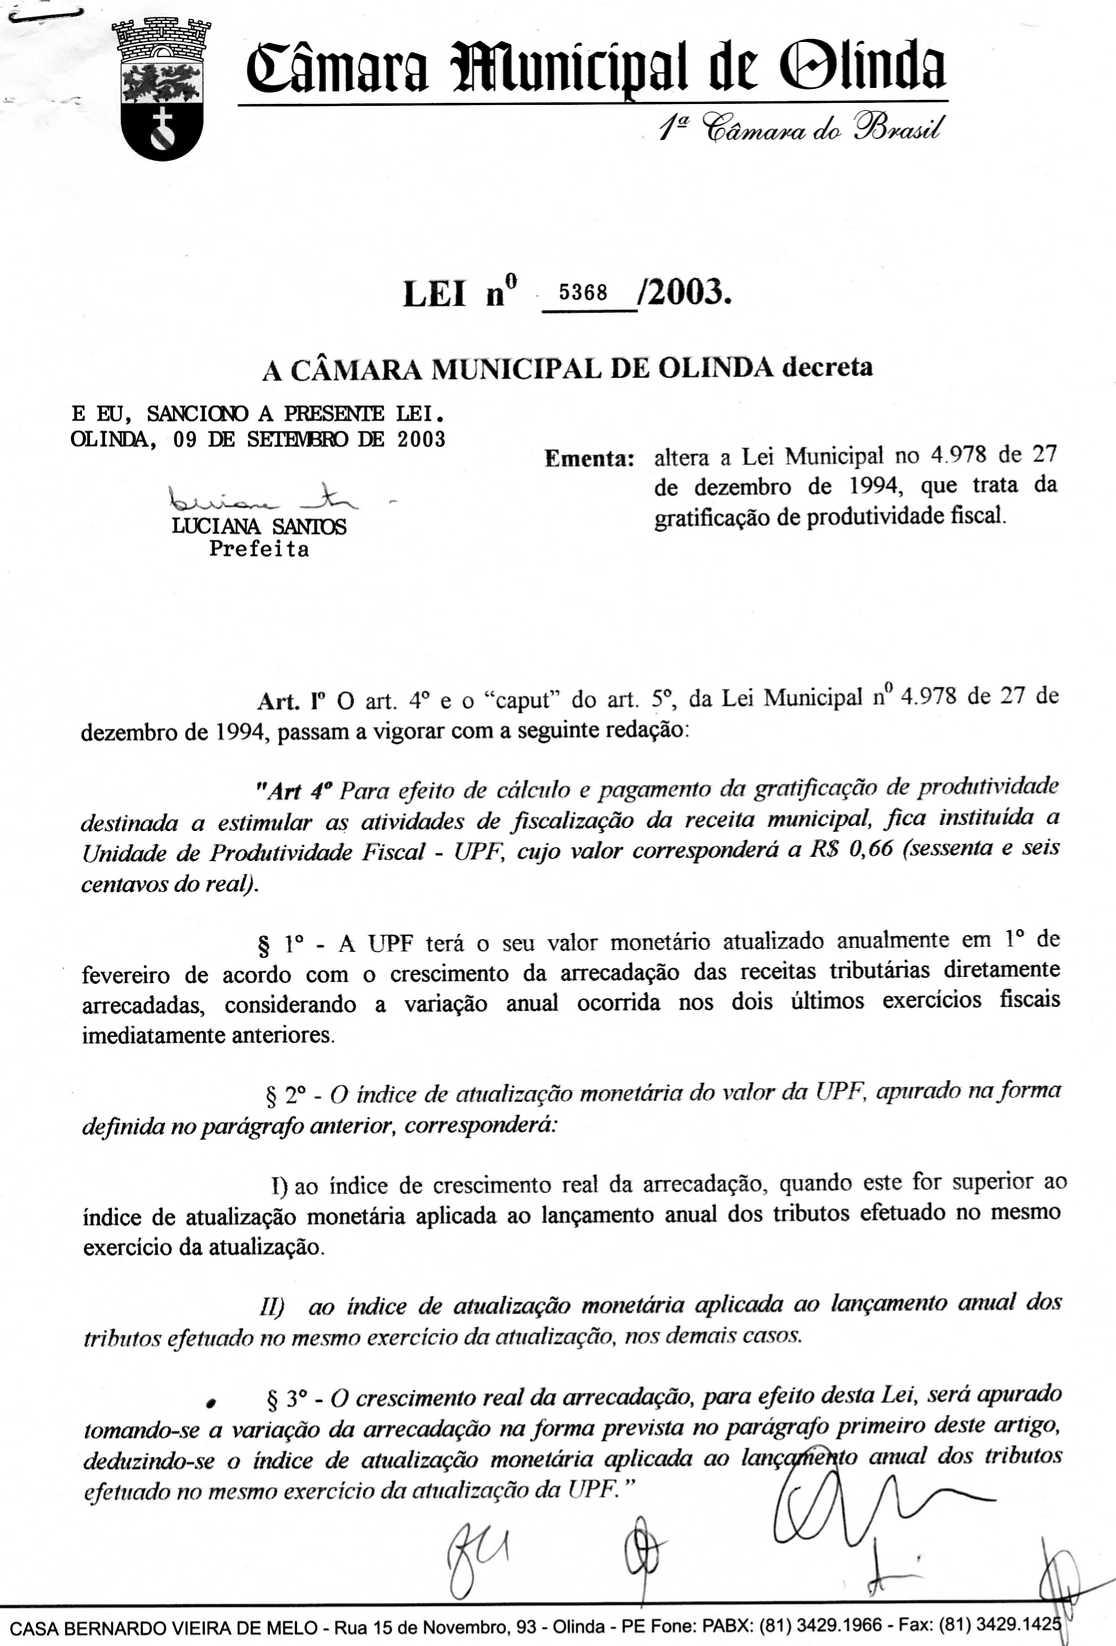 Câmara Municipal de Olinda
1ª Câmara do Brasil
LEI nº 5368 /2003.
A CÂMARA MUNICIPAL DE OLINDA decreta
E EU, SANCIONO A PRESENTE LEI.
OLINDA, 09 DE SETEMBRO DE 2003
LUCIANA SANTOS
Prefeita
Ementa: altera a Lei Municipal no 4.978 de 27
de dezembro de 1994, que trata da
gratificação de produtividade fiscal.
Art. 1º O art. 4º e o “caput” do art. 5º, da Lei Municipal nº 4.978 de 27 de
dezembro de 1994, passam a vigorar com a seguinte redação:
"Art 4º Para efeito de cálculo e pagamento da gratificação de produtividade
destinada a estimular as atividades de fiscalização da receita municipal, fica instituída a
Unidade de Produtividade Fiscal - UPF, cujo valor corresponderá a R$ 0,66 (sessenta e seis
centavos do real).
§ 1º - A UPF terá o seu valor monetário atualizado anualmente em 1º de
fevereiro de acordo com o crescimento da arrecadação das receitas tributárias diretamente
arrecadadas, considerando a variação anual ocorrida nos dois últimos exercícios fiscais
imediatamente anteriores.
§ 2º - O índice de atualização monetária do valor da UPF, apurado na forma
definida no parágrafo anterior, corresponderá:
I) ao índice de crescimento real da arrecadação, quando este for superior ao
índice de atualização monetária aplicada ao lançamento anual dos tributos efetuado no mesmo
exercício da atualização.
II) ao índice de atualização monetária aplicada ao lançamento anual dos
tributos efetuado no mesmo exercício da atualização, nos demais casos.
§ 3º - O crescimento real da arrecadação, para efeito desta Lei, será apurado
tomando-se a variação da arrecadação na forma prevista no parágrafo primeiro deste artigo,
deduzindo-se o índice de atualização monetária aplicada ao lançamento anual dos tributos
efetuado no mesmo exercício da atualização da UPF.”
CASA BERNARDO VIEIRA DE MELO - Rua 15 de Novembro, 93 - Olinda - PE Fone: PABX: (81) 3429.1966 - Fax: (81) 3429.1425